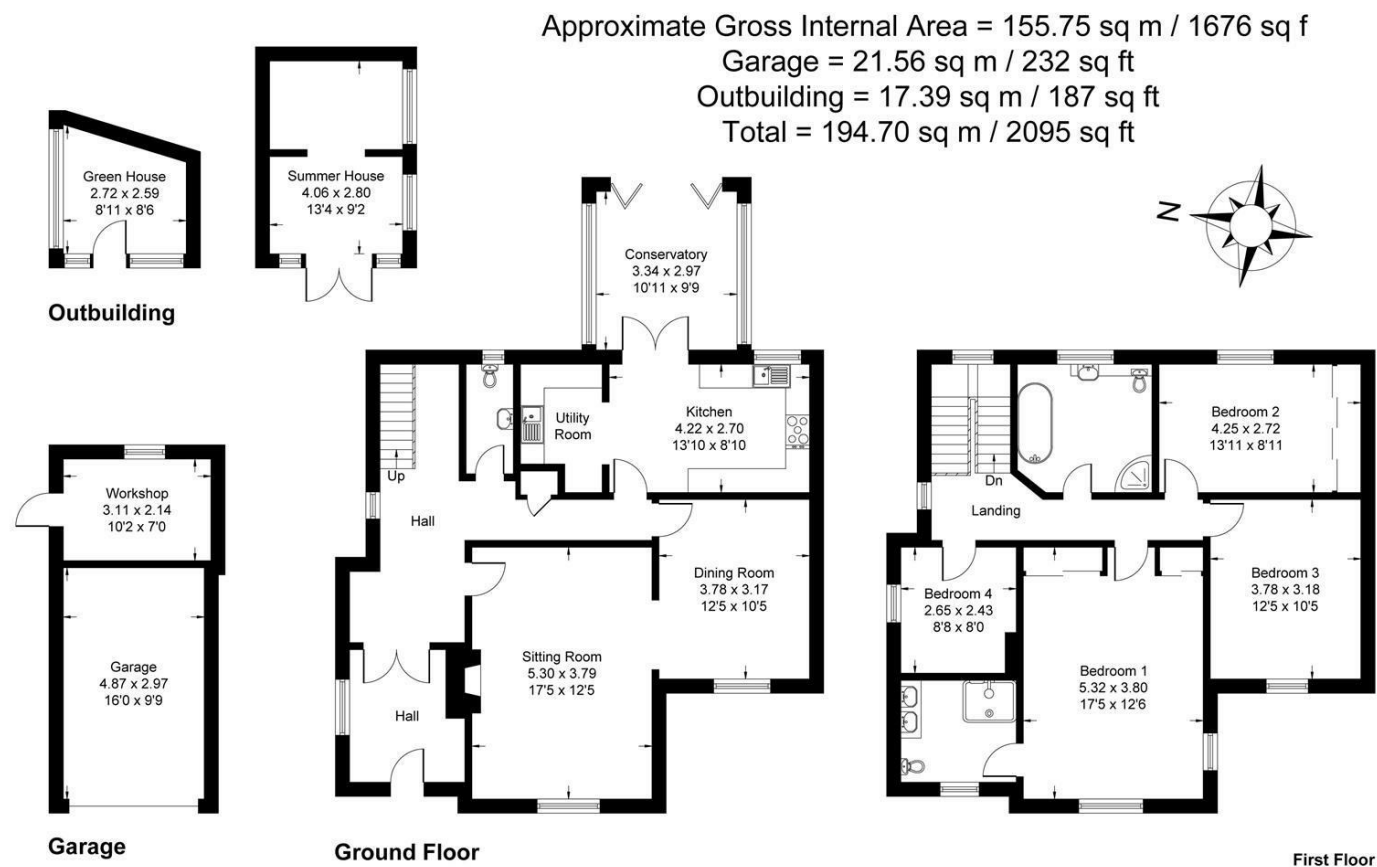 Approximate Gross Internal Area = 155.75 sq m / 1676 sq f
Garage = 21.56 sq m / 232 sq ft
Outbuilding = 17.39 sq m / 187 sq ft
Total = 194.70 sq m / 2095 sq ft
Green House
2.72 x 2.59
8'11 x 8'6
Summer House
4.06 x 2.80
13'4 x 9'2
Outbuilding
N
Conservatory
3.34 x 2.97
10'11 x 9'9
Utility
Room
Kitchen
4.22 x 2.70
13'10 x 8'10
Up
Hall
Dining Room
3.78 x 3.17
12'5 x 10'5
Sitting Room
5.30 x 3.79
17'5 x 12'5
Hall
Ground Floor
Workshop
3.11 x 2.14
10'2 x 7'0
Garage
4.87 x 2.97
16'0 x 9'9
Garage
Bedroom 2
4.25 x 2.72
13'11 x 8'11
Dn
Landing
Bedroom 4
2.65 x 2.43
8'8 x 8'0
Bedroom 3
3.78 x 3.18
12'5 x 10'5
Bedroom 1
5.32 x 3.80
17'5 x 12'6
First Floor